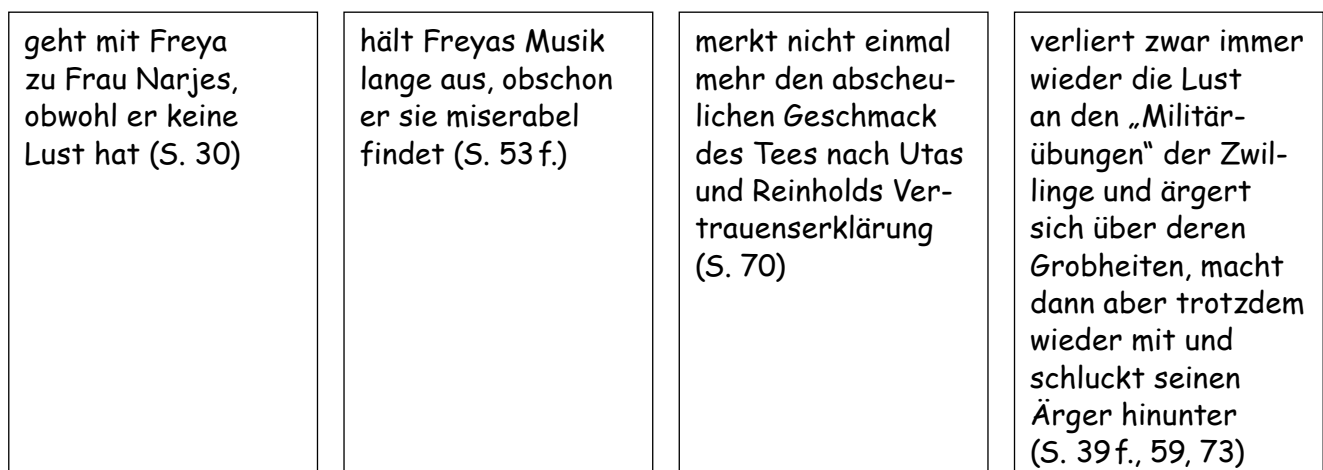 geht mit Freya
zu Frau Narjes,
obwohl er keine
Lust hat (S. 30)
hält Freyas Musik
lange aus, obschon
er sie miserabel
findet (S. 53 f.)
merkt nicht einmal
mehr den abscheu-
lichen Geschmack
des Tees nach Utas
und Reinholds Ver-
trauenserklärung
(S. 70)
verliert zwar immer
wieder die Lust
an den „Militär-
übungen“ der Zwil-
linge und ärgert
sich über deren
Grobheiten, macht
dann aber trotzdem
wieder mit und
schluckt seinen
Ärger hinunter
(S. 39 f., 59, 73)